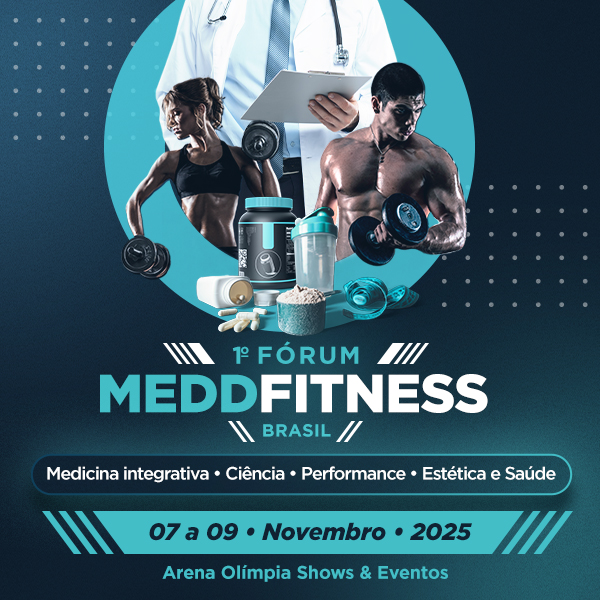 1º FÓRUM
MEDDFITNESS
BRASIL
Medicina integrativa • Ciência • Performance • Estética e Saúde
07 a 09 • Novembro • 2025
Arena Olímpia Shows & Eventos